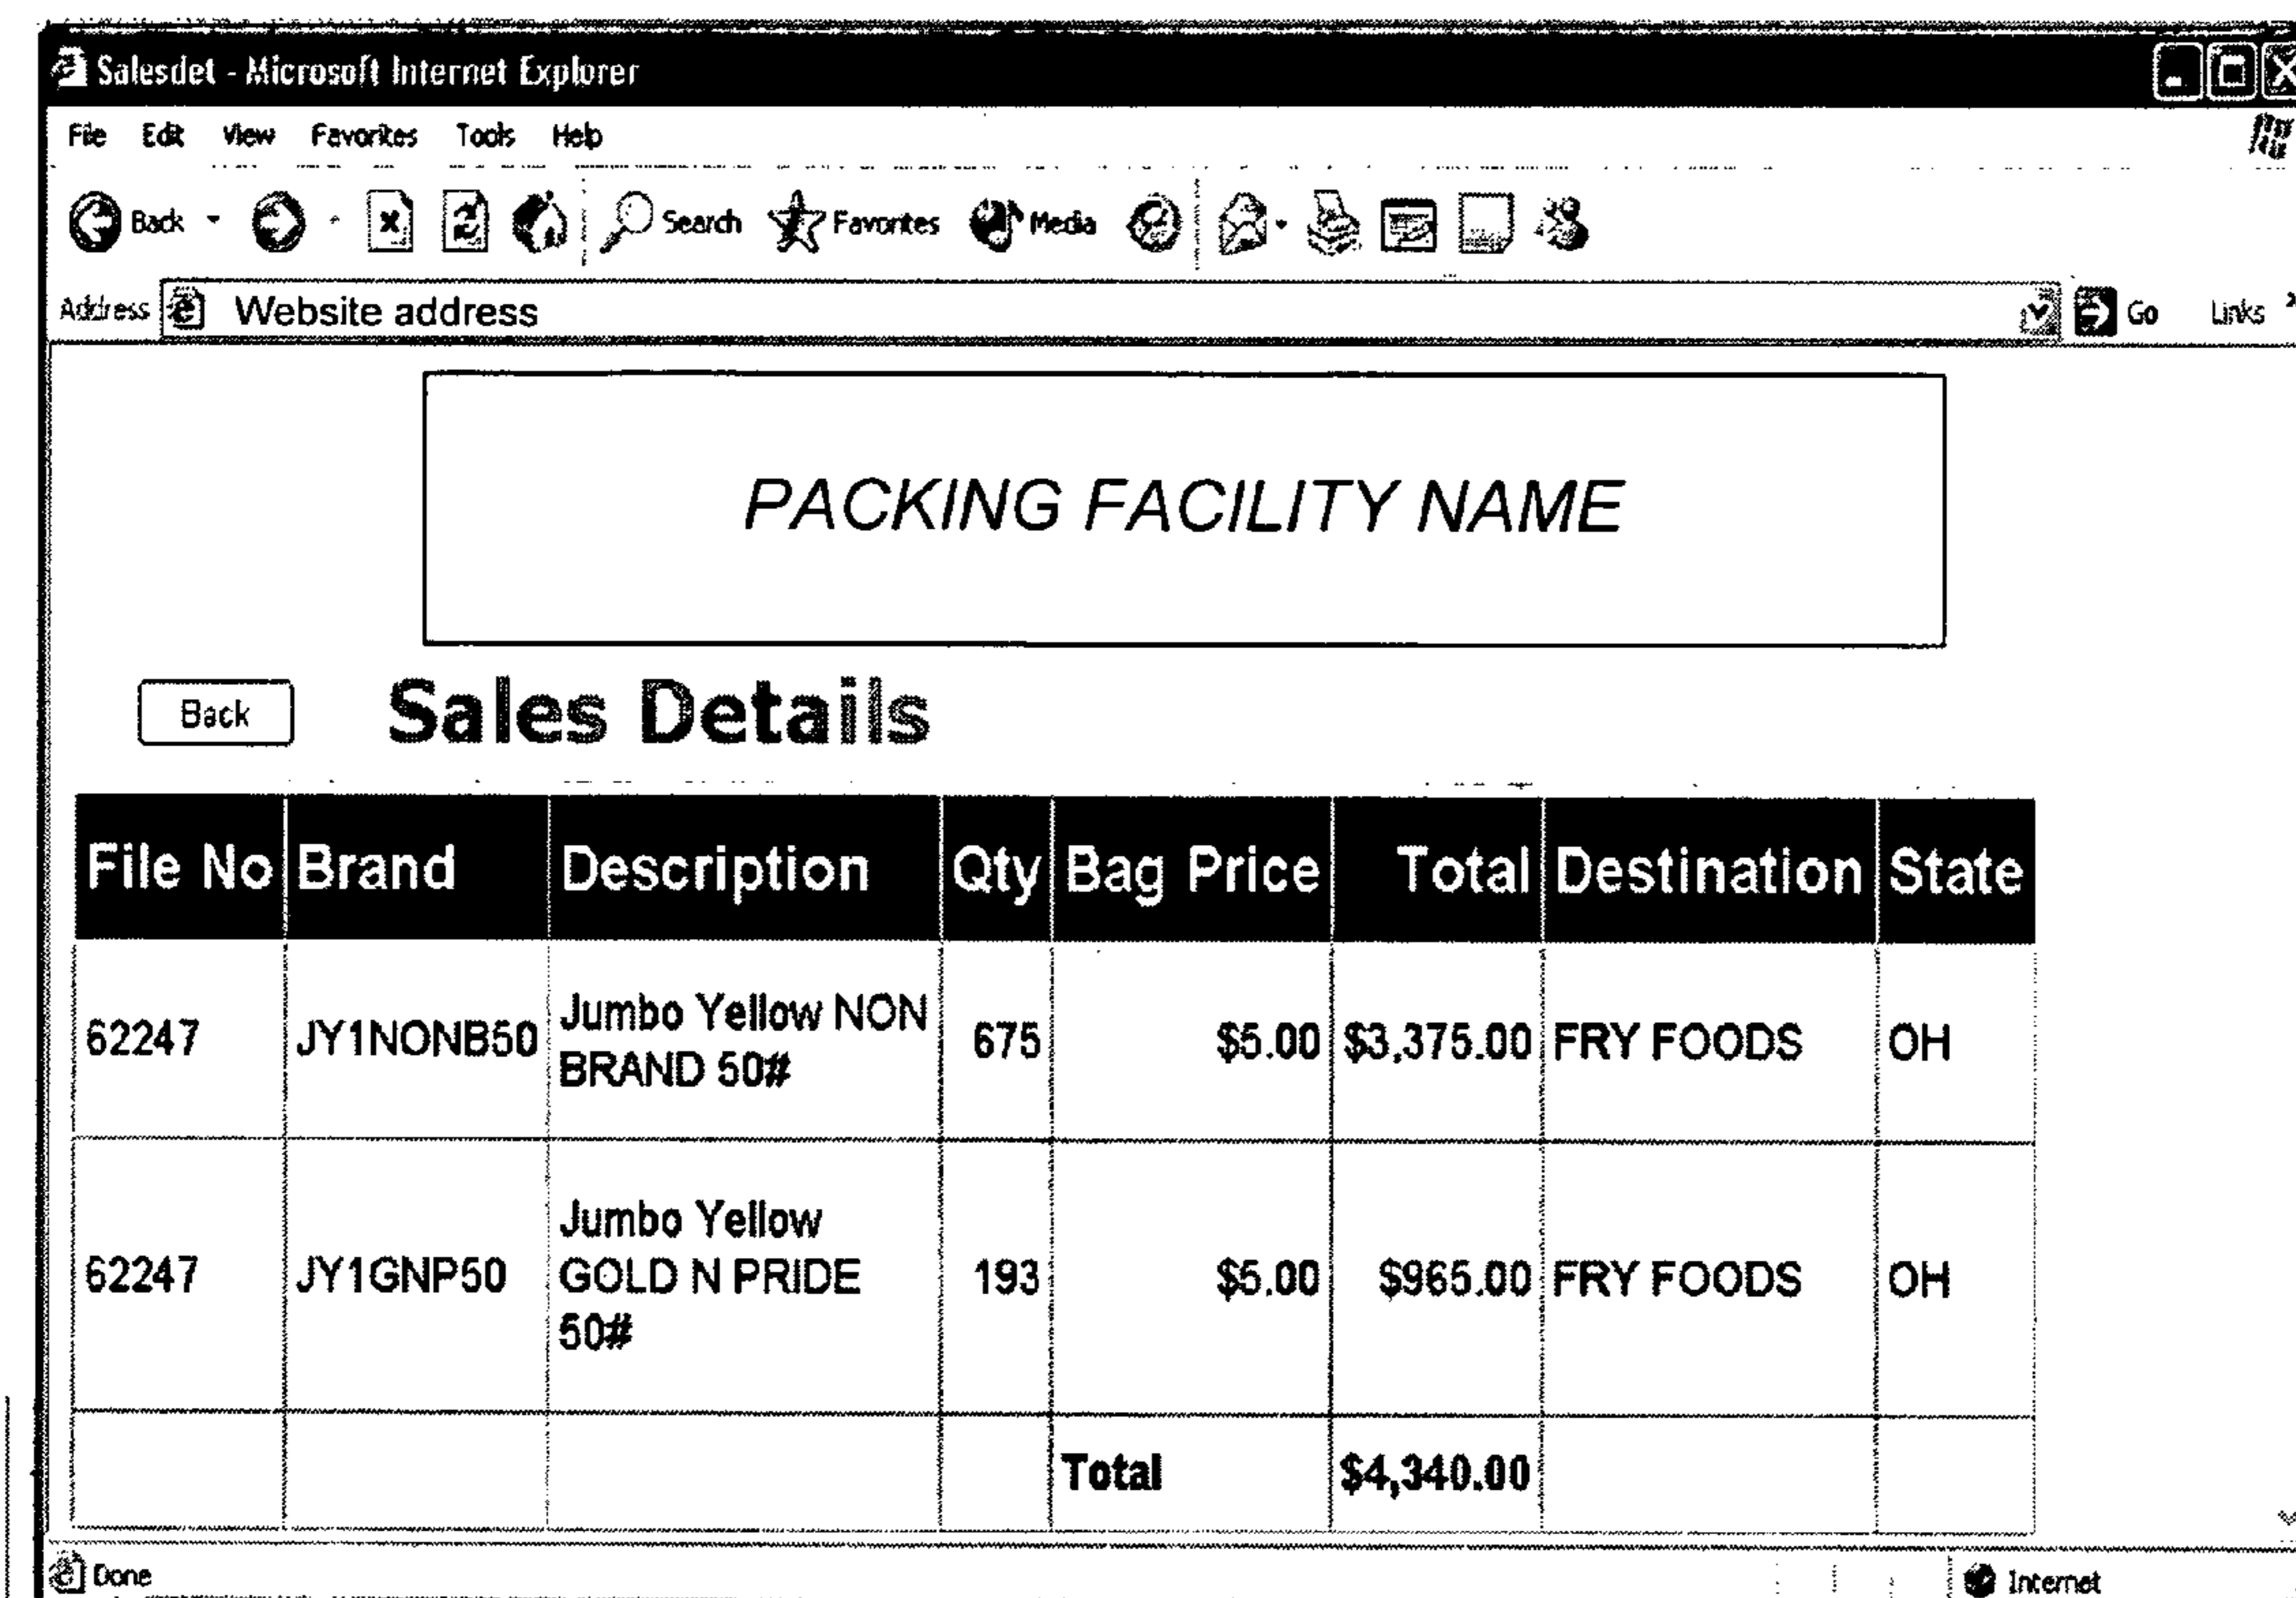 Salesdet - Microsoft Internet Explorer
File Edit View Favorites Tools Help
Back Search Favorites Media
Address Website address Go Links
PACKING FACILITY NAME
Back Sales Details
File No Brand Description Qty Bag Price Total Destination State
62247 JY1NONB50 Jumbo Yellow NON BRAND 50# 675 $5.00 $3,375.00 FRY FOODS OH
62247 JY1GNP50 Jumbo Yellow GOLD N PRIDE 50# 193 $5.00 $965.00 FRY FOODS OH
Total $4,340.00
Done Internet